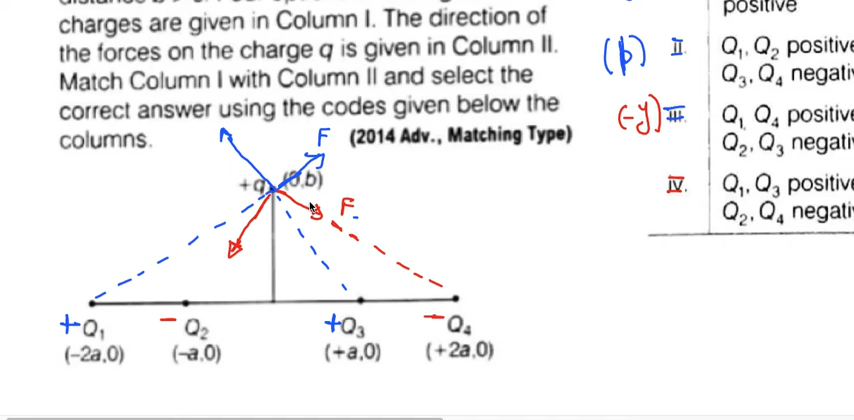 charges are given in Column I. The direction of
the forces on the charge q is given in Column II.
Match Column I with Column II and select the
correct answer using the codes given below the
columns. (2014 Adv., Matching Type)
positive
(p) II. Q₁, Q₂ positive
Q₃, Q₄ negati
(-y) III. Q₁, Q₄ positive
Q₂, Q₃ negati
IV. Q₁, Q₃ positive
Q₂, Q₄ negati
F
+q (0,b)
F
+Q₁ - Q₂ +Q₃ - Q₄
(-2a,0) (-a,0) (+a,0) (+2a,0)